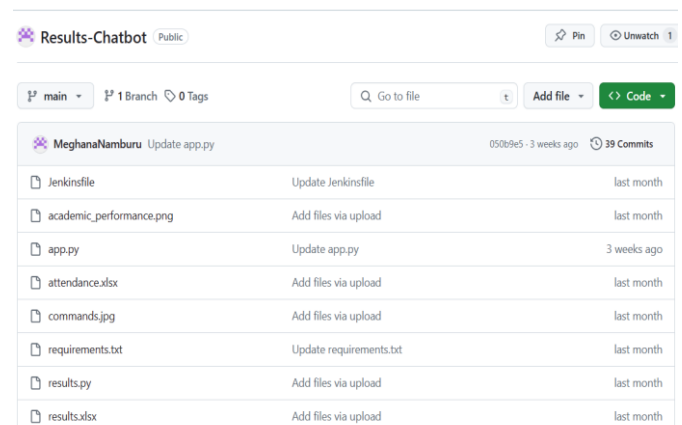 Results-Chatbot Public Pin Unwatch 1
main 1 Branch 0 Tags Go to file t Add file Code
MeghanaNamburu Update app.py 050b9e5 · 3 weeks ago 39 Commits
Jenkinsfile Update Jenkinsfile last month
academic_performance.png Add files via upload last month
app.py Update app.py 3 weeks ago
attendance.xlsx Add files via upload last month
commands.jpg Add files via upload last month
requirements.txt Update requirements.txt last month
results.py Add files via upload last month
results.xlsx Add files via upload last month